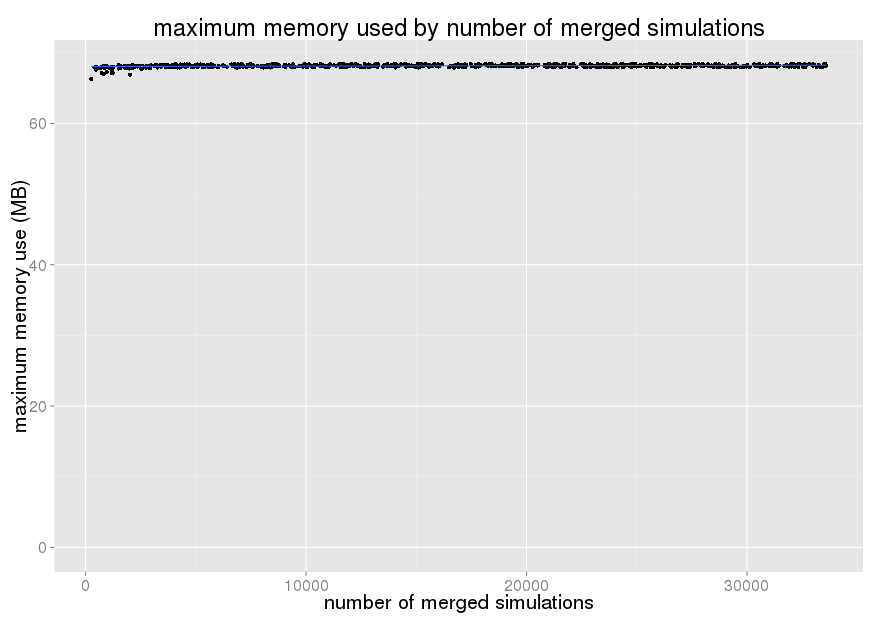 maximum memory used by number of merged simulations
maximum memory use (MB)
60
40
20
0
0 10000 20000 30000
number of merged simulations